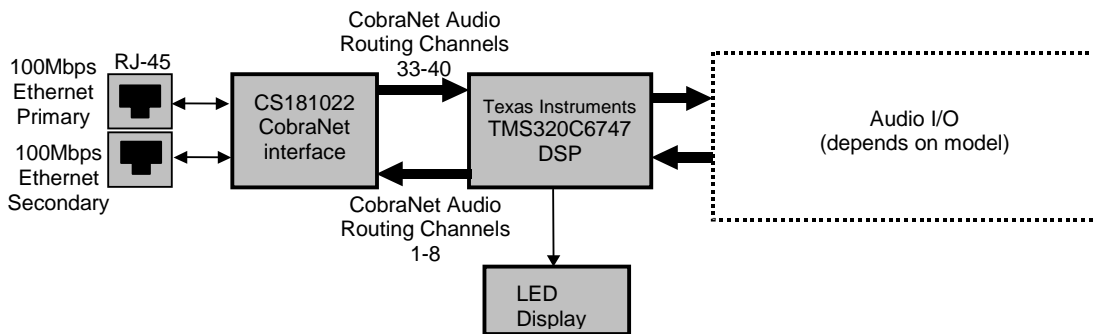 100Mbps
Ethernet
Primary
RJ-45
100Mbps
Ethernet
Secondary
CS181022
CobraNet
interface
CobraNet Audio
Routing Channels
33-40
CobraNet Audio
Routing Channels
1-8
Texas Instruments
TMS320C6747
DSP
LED
Display
Audio I/O
(depends on model)